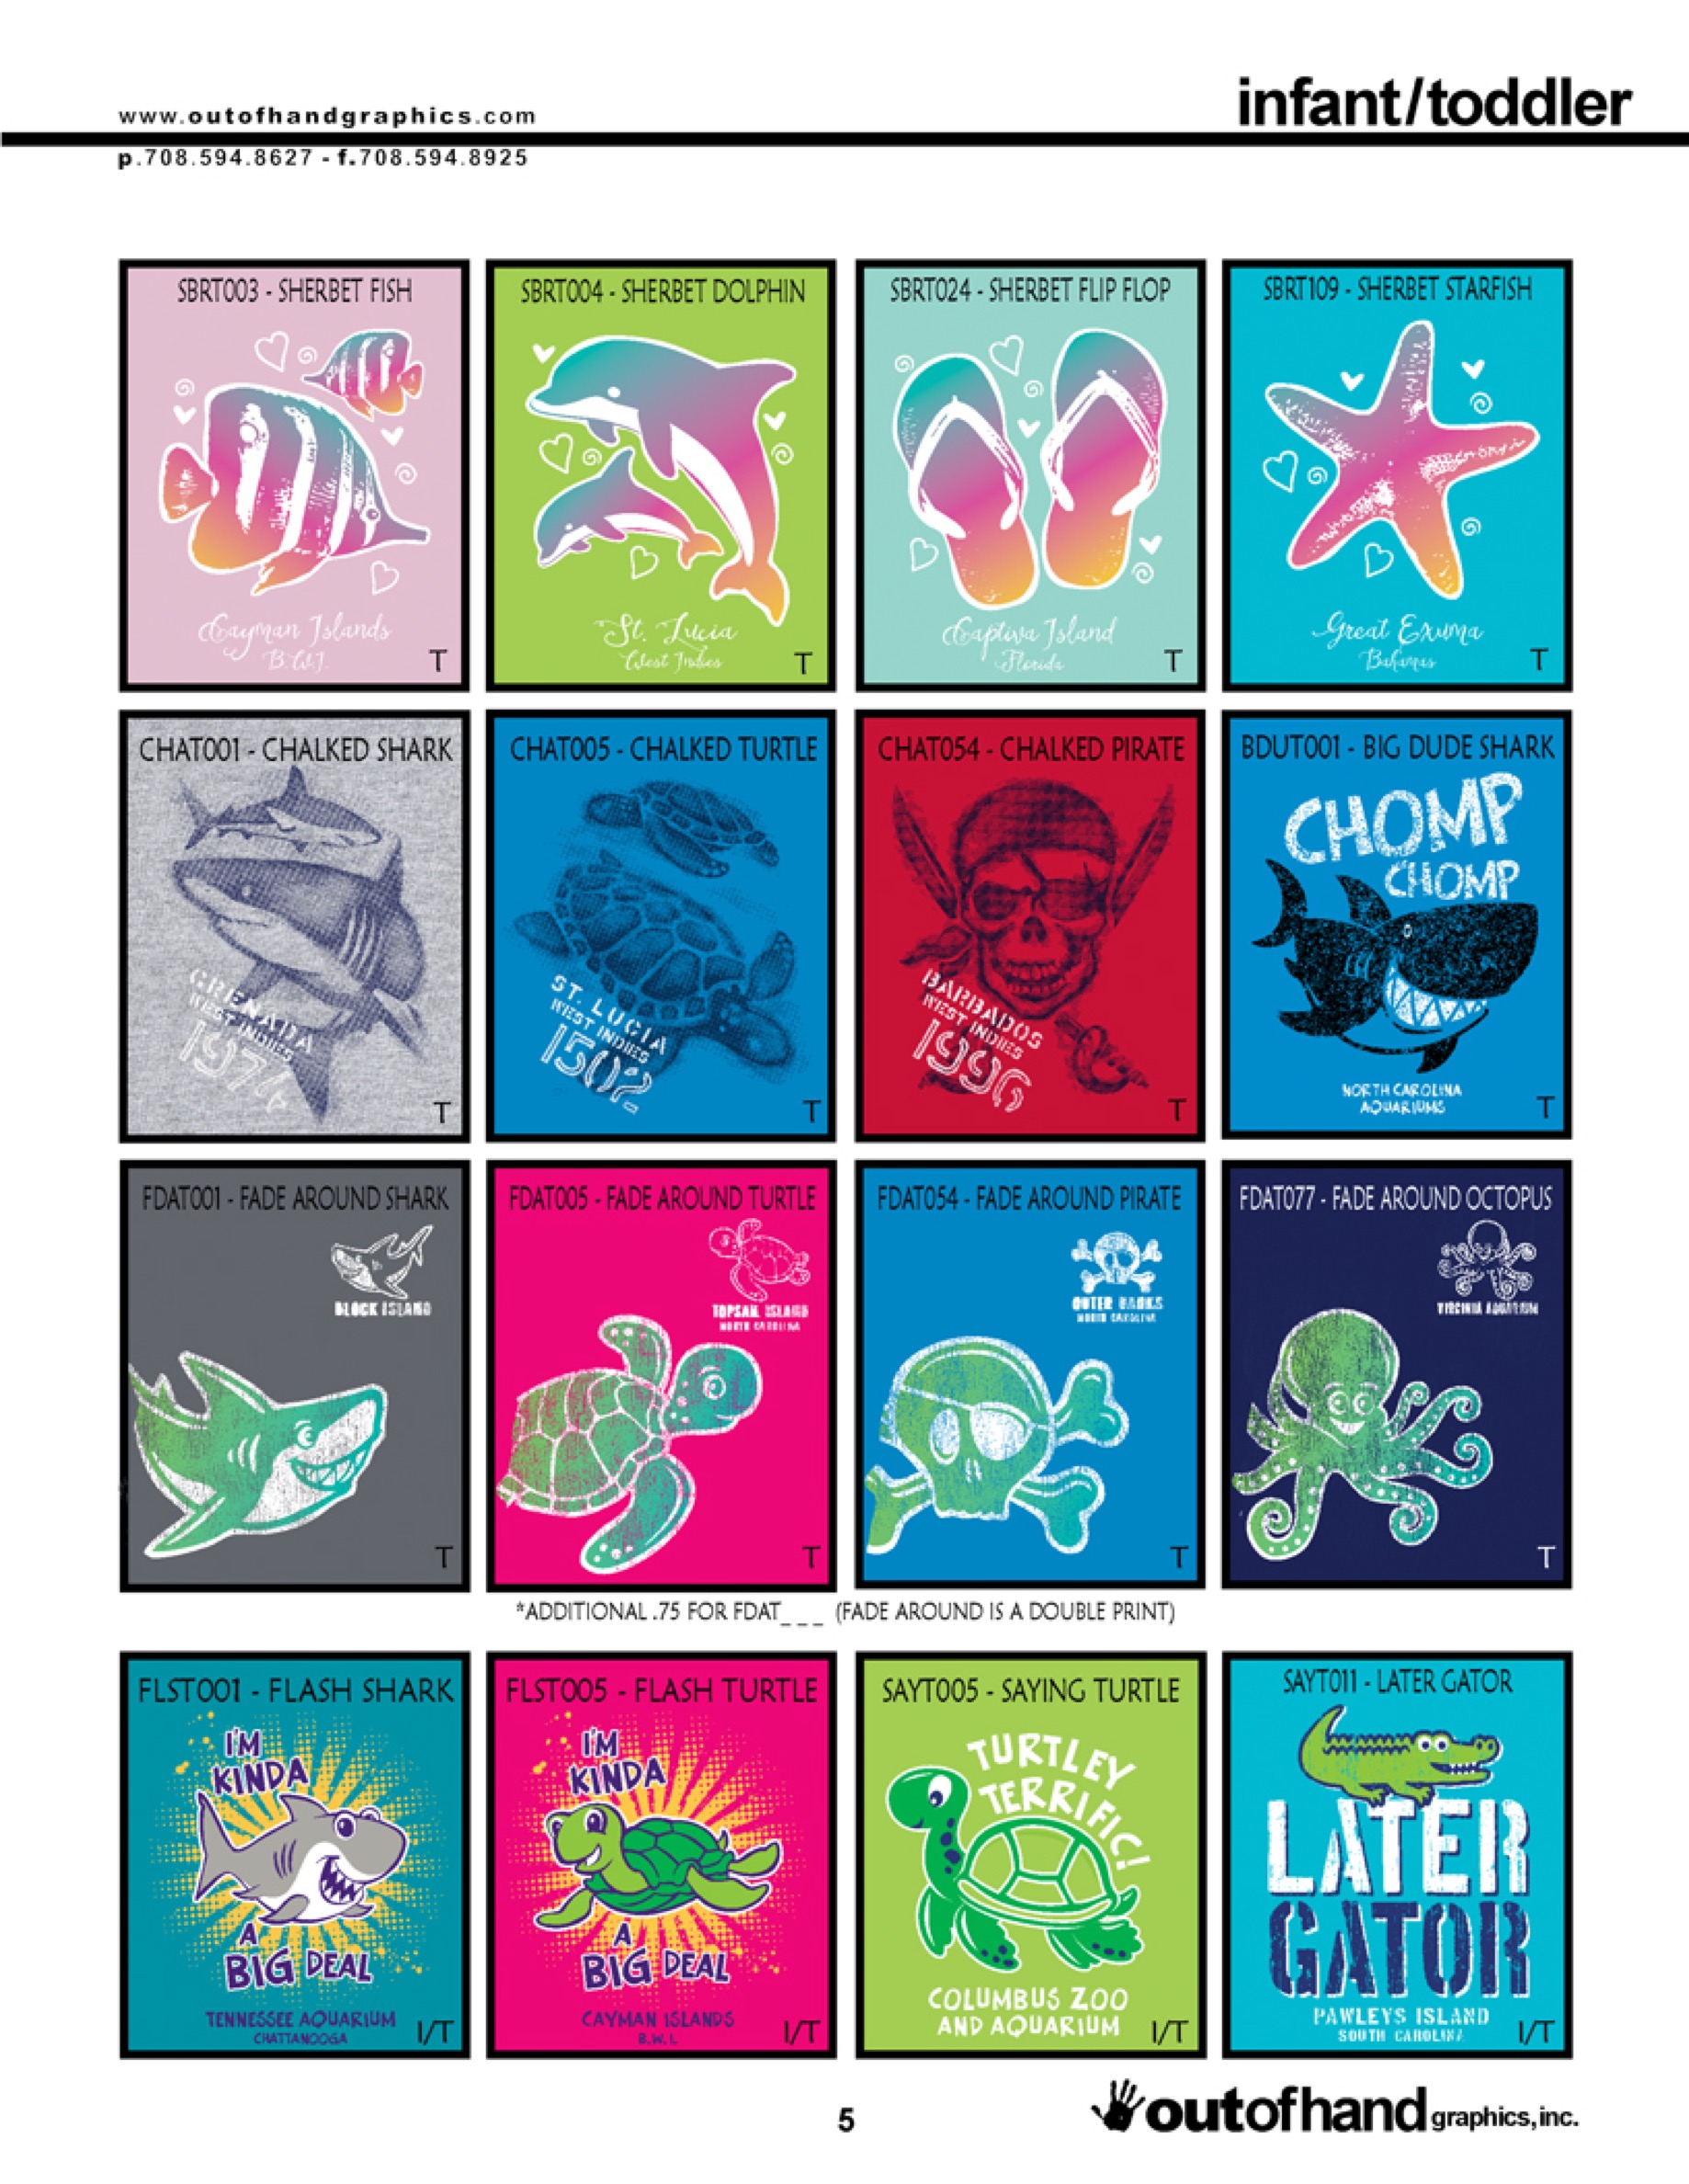 www.outofhandgraphics.com
infant/toddler
p.708.594.8627 - f.708.594.8925
SBRT003 - SHERBET FISH
Cayman Islands
B.W.I.
T
SBRT004 - SHERBET DOLPHIN
St. Lucia
West Indies
T
SBRT024 - SHERBET FLIP FLOP
Captiva Island
Florida
T
SBRT109 - SHERBET STARFISH
Great Exuma
Bahamas
T
CHAT001 - CHALKED SHARK
GRENADA
WEST INDIES
1974
T
CHAT005 - CHALKED TURTLE
ST. LUCIA
WEST INDIES
1502
T
CHAT054 - CHALKED PIRATE
BARBADOS
WEST INDIES
1996
T
BDUT001 - BIG DUDE SHARK
CHOMP
CHOMP
NORTH CAROLINA
AQUARIUMS
T
FDAT001 - FADE AROUND SHARK
BLOCK ISLAND
T
FDAT005 - FADE AROUND TURTLE
TOPSAIL ISLAND
NORTH CAROLINA
T
FDAT054 - FADE AROUND PIRATE
OUTER BANKS
NORTH CAROLINA
T
FDAT077 - FADE AROUND OCTOPUS
VIRGINIA AQUARIUM
T
*ADDITIONAL .75 FOR FDAT_ _ _ (FADE AROUND IS A DOUBLE PRINT)
FLST001 - FLASH SHARK
I'M
KINDA
A
BIG DEAL
TENNESSEE AQUARIUM
CHATTANOOGA
I/T
FLST005 - FLASH TURTLE
I'M
KINDA
A
BIG DEAL
CAYMAN ISLANDS
B.W.I.
I/T
SAYT005 - SAYING TURTLE
TURTLEY
TERRIFIC!
COLUMBUS ZOO
AND AQUARIUM
I/T
SAYT011 - LATER GATOR
LATER
GATOR
PAWLEYS ISLAND
SOUTH CAROLINA
I/T
5
outofhand graphics, inc.